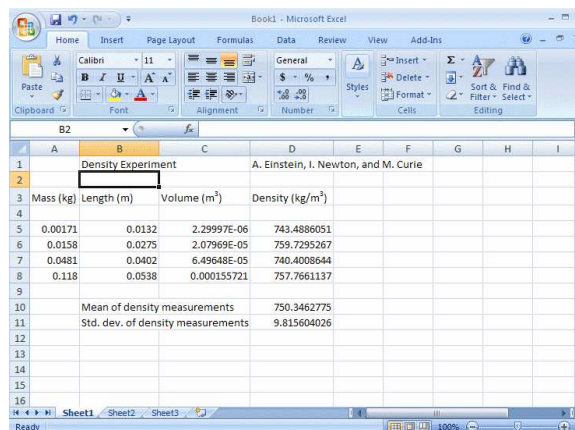 Book1 - Microsoft Excel
Home Insert Page Layout Formulas Data Review View Add-Ins
Paste
Calibri 11
B I U A A
General
$ % ,
Styles
Insert
Delete
Format
Σ
Sort & Filter
Find & Select
Clipboard Font Alignment Number Cells Editing
B2 fx
A B C D E F G H I
1 Density Experiment A. Einstein, I. Newton, and M. Curie
2
3 Mass (kg) Length (m) Volume (m³) Density (kg/m³)
4
5 0.00171 0.0132 2.29997E-06 743.4886051
6 0.0158 0.0275 2.07969E-05 759.7295267
7 0.0481 0.0402 6.49648E-05 740.4008644
8 0.118 0.0538 0.000155721 757.7661137
9
10 Mean of density measurements 750.3462775
11 Std. dev. of density measurements 9.815604026
12
13
14
15
16
Sheet1 Sheet2 Sheet3
Ready 100%